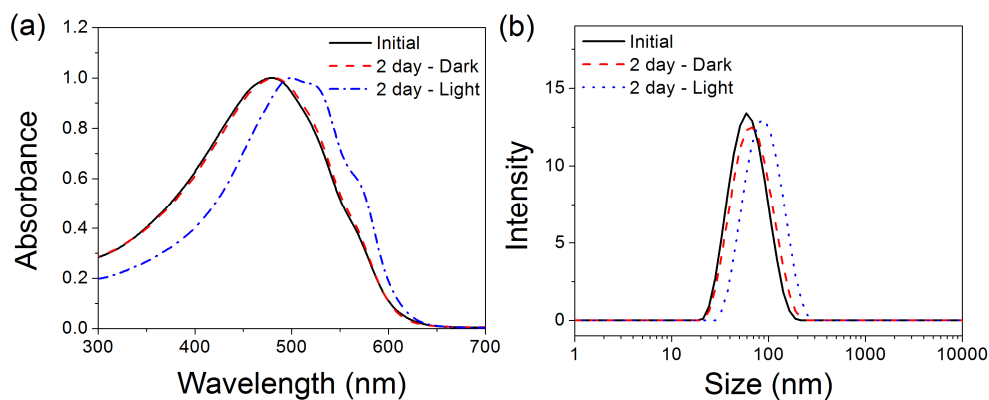 (a)
1.2
1.0
0.8
0.6
0.4
0.2
0.0
Absorbance
Initial
2 day - Dark
2 day - Light
300
400
500
600
700
Wavelength (nm)
(b)
15
10
5
0
Intensity
Initial
2 day - Dark
2 day - Light
1
10
100
1000
10000
Size (nm)